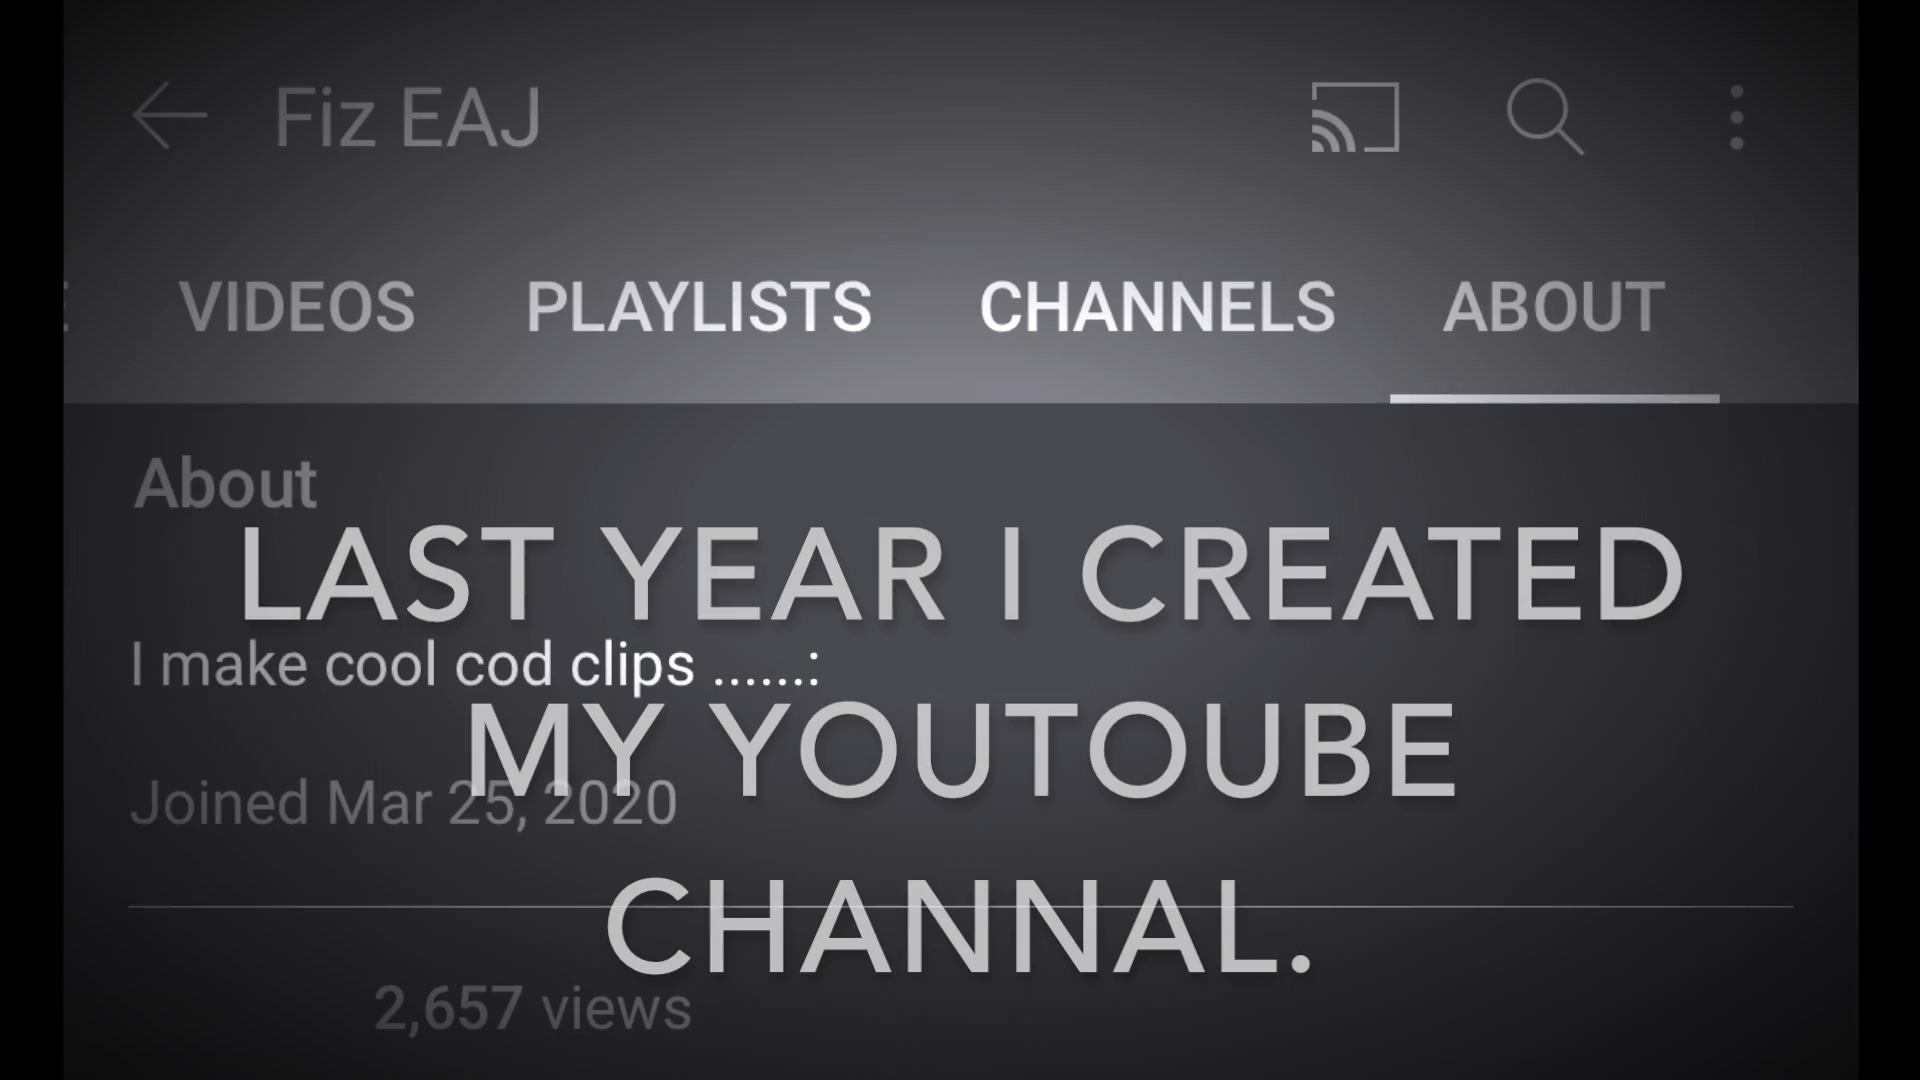 Fiz EAJ
VIDEOS PLAYLISTS CHANNELS ABOUT
About
LAST YEAR I CREATED
I make cool cod clips ......:
MY YOUTOUBE
Joined Mar 25, 2020
CHANNAL.
2,657 views